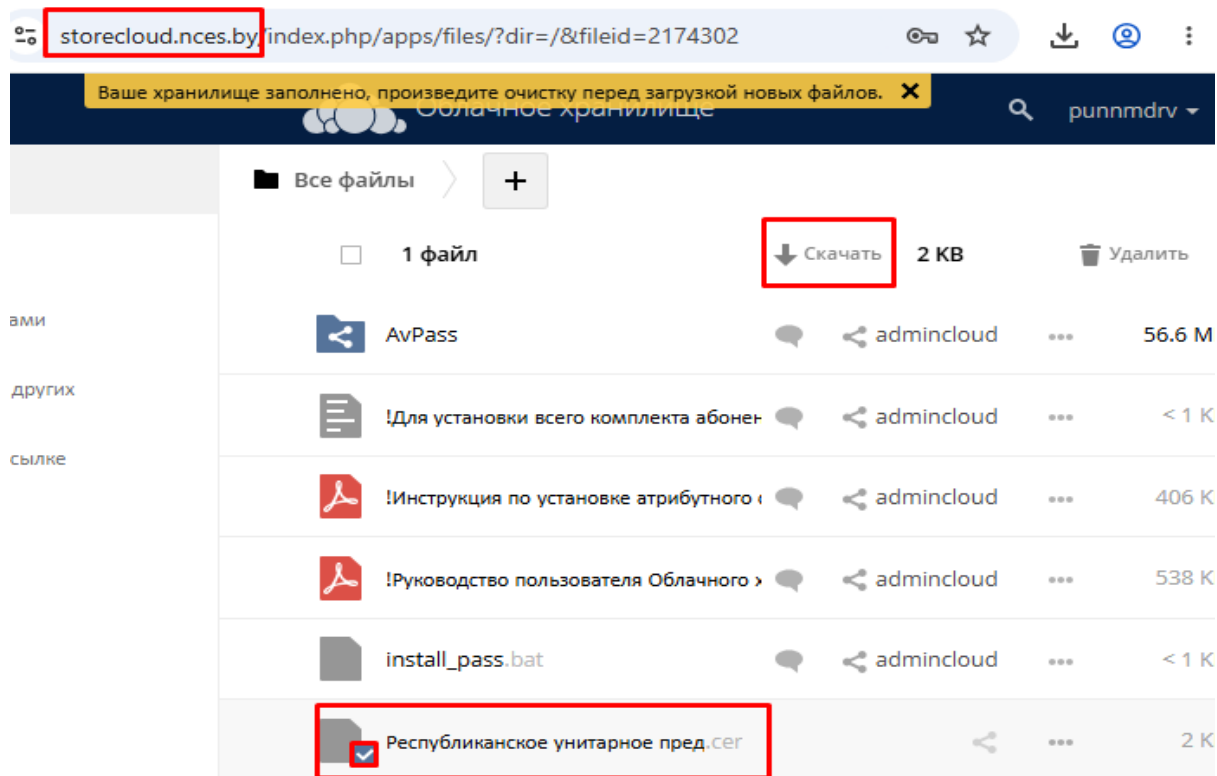 storecloud.nces.by/index.php/apps/files/?dir=/&fileid=2174302
Ваше хранилище заполнено, произведите очистку перед загрузкой новых файлов. X
Облачное хранилище
punnmdrv
Все файлы
+
1 файл Скачать 2 KB Удалить
ами
AvPass admincloud ... 56.6 M
других
!Для установки всего комплекта абонен admincloud ... < 1 K
сылке
!Инструкция по установке атрибутного с admincloud ... 406 K
!Руководство пользователя Облачного х admincloud ... 538 K
install_pass.bat admincloud ... < 1 K
Республиканское унитарное пред.cer ... 2 K